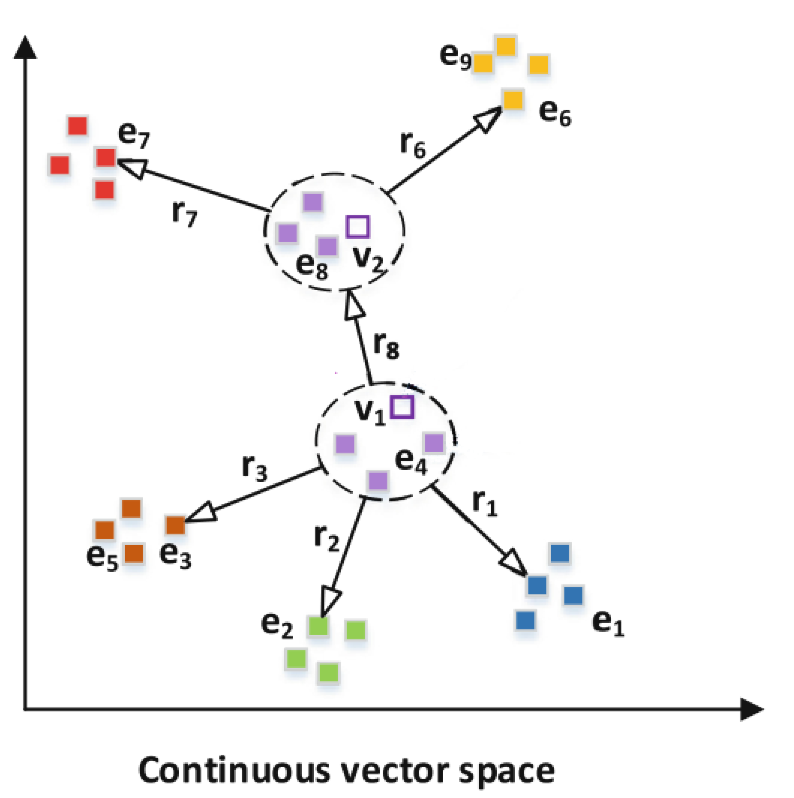 e₉
e₆
e₇
r₆
r₇
e₈
v₂
r₈
v₁
e₄
r₃
r₁
r₂
e₅
e₃
e₂
e₁
Continuous vector space